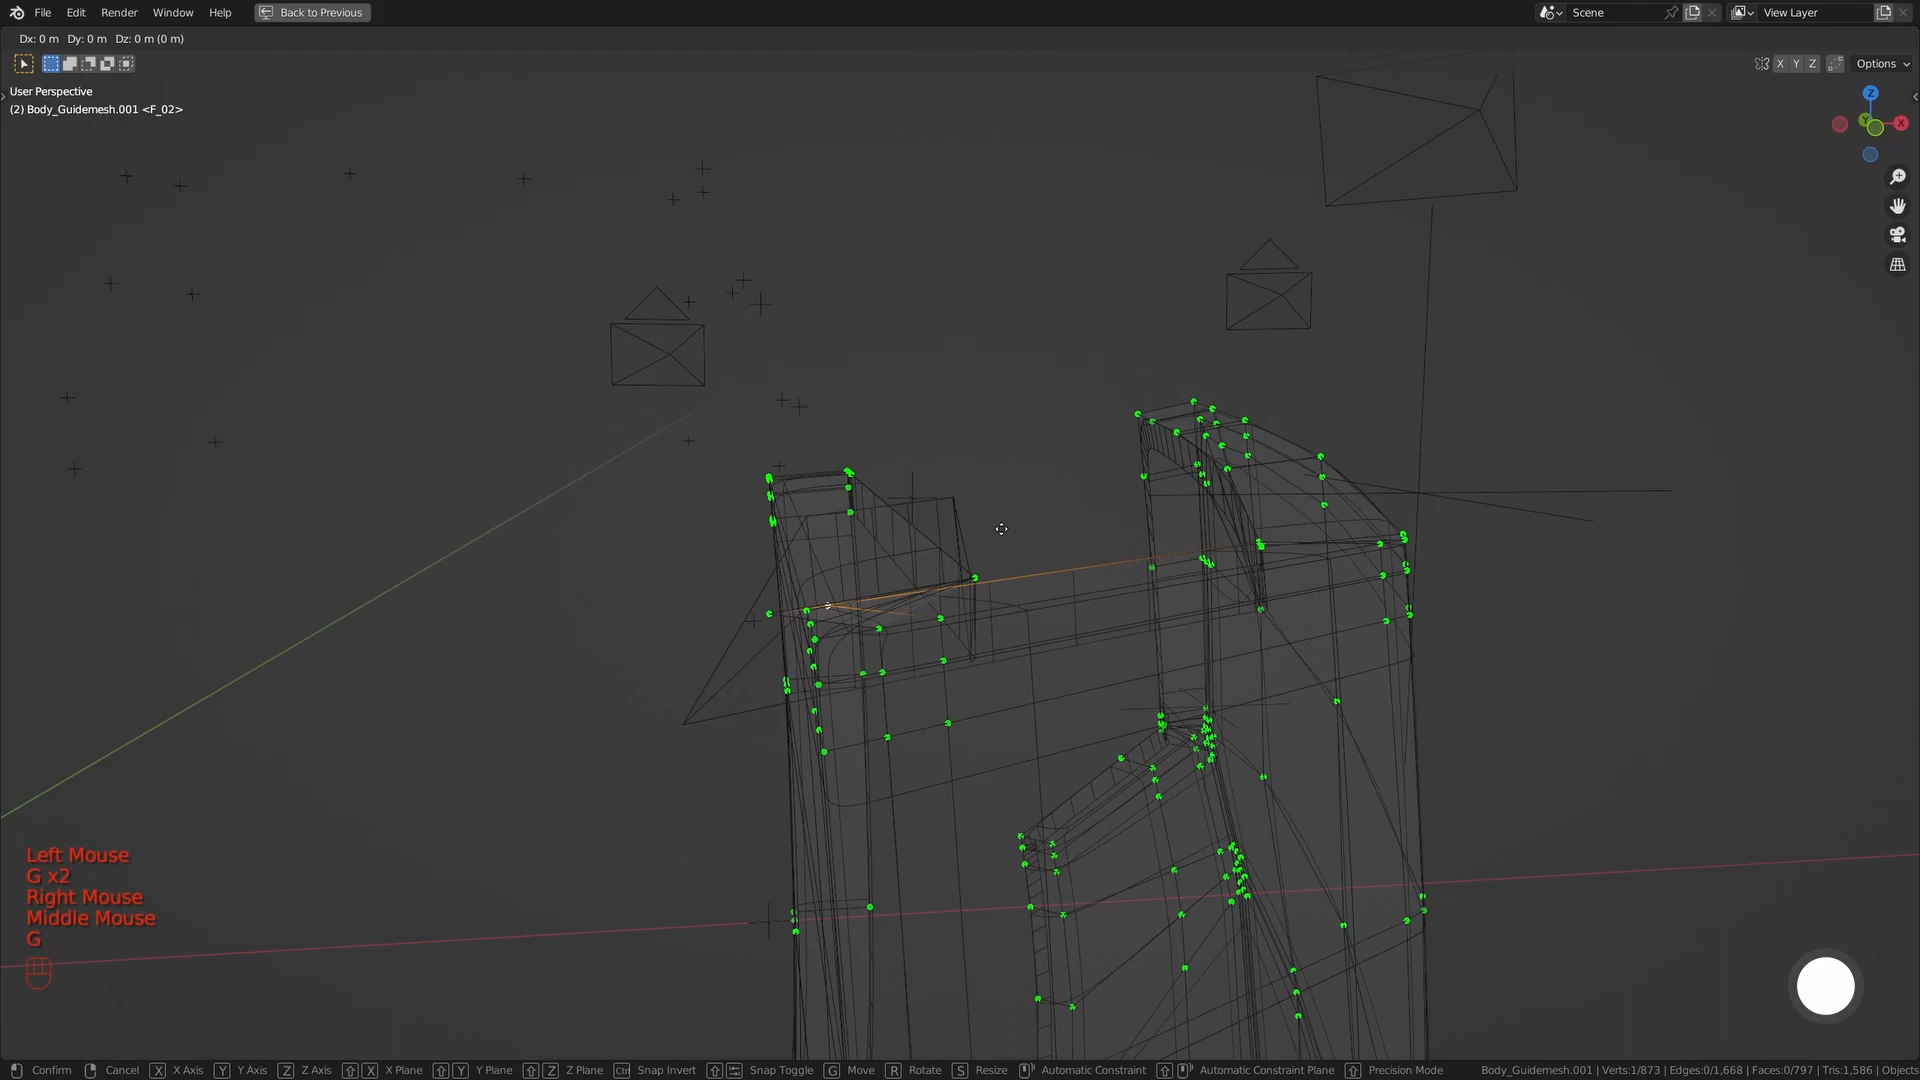 File Edit Render Window Help Back to Previous Scene View Layer
Dx: 0 m Dy: 0 m Dz: 0 m (0 m)
X Y Z Options
User Perspective
(2) Body_Guidemesh.001 <F_02>
Z
Y
X
Left Mouse
G x2
Right Mouse
Middle Mouse
G
Confirm Cancel X X Axis Y Y Axis Z Z Axis X X Plane Y Y Plane Z Z Plane Ctrl Snap Invert Snap Toggle G Move R Rotate S Resize Automatic Constraint Automatic Constraint Plane Precision Mode Body_Guidemesh.001 | Verts:1/873 | Edges:0/1,668 | Faces:0/797 | Tris:1,586 | Objects